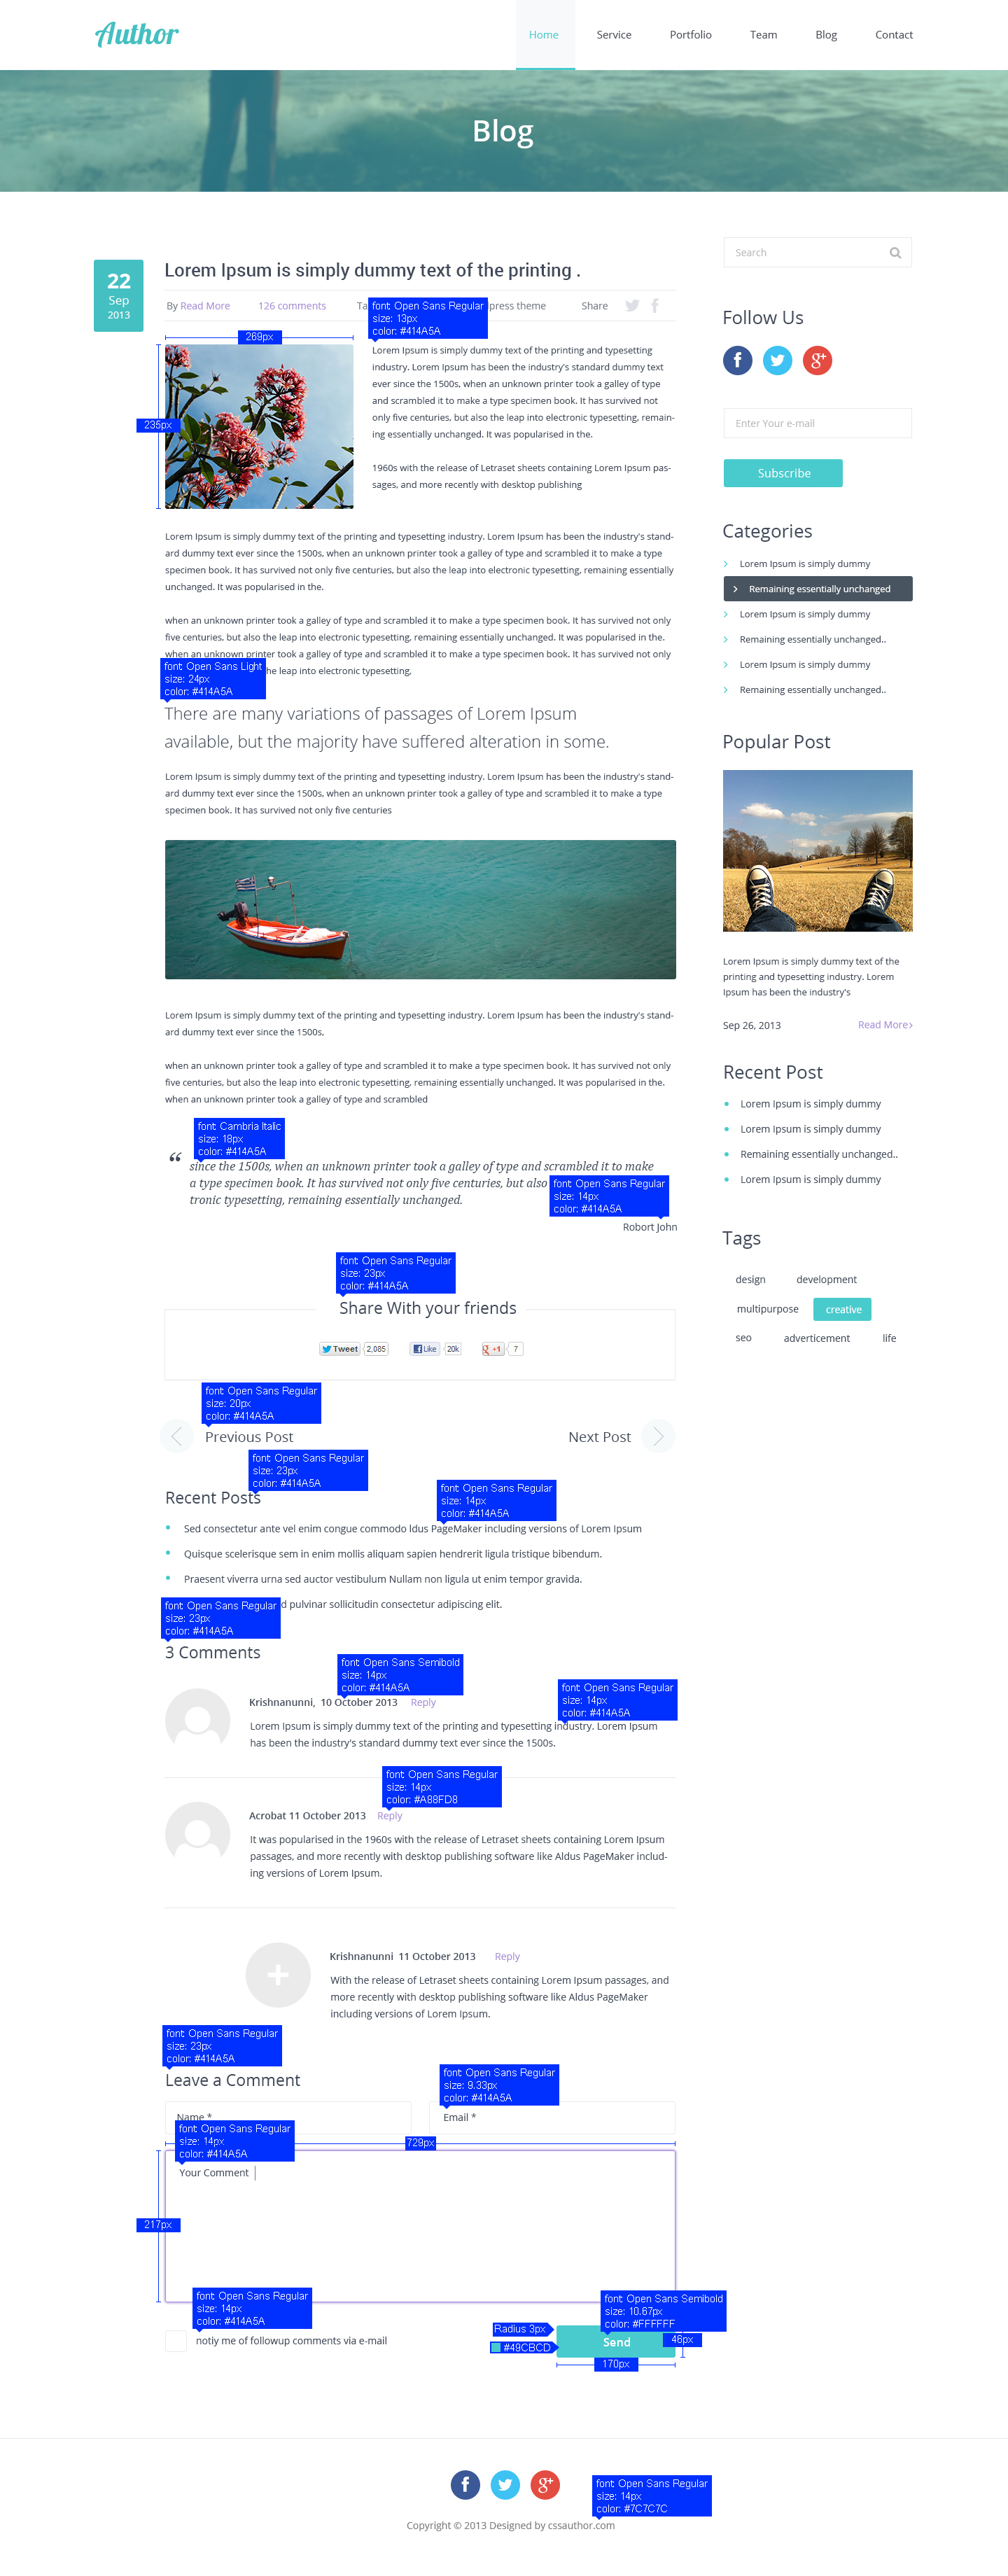 Author
Home Service Portfolio Team Blog Contact
Blog
22
Sep
2013
Lorem Ipsum is simply dummy text of the printing .
By Read More 126 comments Ta press theme Share
font: Open Sans Regular
size: 13px
color: #414A5A
269px
235px
Lorem Ipsum is simply dummy text of the printing and typesetting
industry. Lorem Ipsum has been the industry's standard dummy text
ever since the 1500s, when an unknown printer took a galley of type
and scrambled it to make a type specimen book. It has survived not
only five centuries, but also the leap into electronic typesetting, remain-
ing essentially unchanged. It was popularised in the.
1960s with the release of Letraset sheets containing Lorem Ipsum pas-
sages, and more recently with desktop publishing
Lorem Ipsum is simply dummy text of the printing and typesetting industry. Lorem Ipsum has been the industry's stand-
ard dummy text ever since the 1500s, when an unknown printer took a galley of type and scrambled it to make a type
specimen book. It has survived not only five centuries, but also the leap into electronic typesetting, remaining essentially
unchanged. It was popularised in the.
when an unknown printer took a galley of type and scrambled it to make a type specimen book. It has survived not only
five centuries, but also the leap into electronic typesetting, remaining essentially unchanged. It was popularised in the.
when an unknown printer took a galley of type and scrambled it to make a type specimen book. It has survived not only
he leap into electronic typesetting,
font: Open Sans Light
size: 24px
color: #414A5A
There are many variations of passages of Lorem Ipsum
available, but the majority have suffered alteration in some.
Lorem Ipsum is simply dummy text of the printing and typesetting industry. Lorem Ipsum has been the industry's stand-
ard dummy text ever since the 1500s, when an unknown printer took a galley of type and scrambled it to make a type
specimen book. It has survived not only five centuries
Lorem Ipsum is simply dummy text of the printing and typesetting industry. Lorem Ipsum has been the industry's stand-
ard dummy text ever since the 1500s,
when an unknown printer took a galley of type and scrambled it to make a type specimen book. It has survived not only
five centuries, but also the leap into electronic typesetting, remaining essentially unchanged. It was popularised in the.
when an unknown printer took a galley of type and scrambled
font: Cambria Italic
size: 18px
color: #414A5A
“ since the 1500s, when an unknown printer took a galley of type and scrambled it to make
a type specimen book. It has survived not only five centuries, but also
tronic typesetting, remaining essentially unchanged.
font: Open Sans Regular
size: 14px
color: #414A5A
Robort John
font: Open Sans Regular
size: 23px
color: #414A5A
Share With your friends
Tweet 2,085 Like 20k +1 7
font: Open Sans Regular
size: 20px
color: #414A5A
Previous Post Next Post
font: Open Sans Regular
size: 23px
color: #414A5A
Recent Posts
font: Open Sans Regular
size: 14px
color: #414A5A
Sed consectetur ante vel enim congue commodo ldus PageMaker including versions of Lorem Ipsum
Quisque scelerisque sem in enim mollis aliquam sapien hendrerit ligula tristique bibendum.
Praesent viverra urna sed auctor vestibulum Nullam non ligula ut enim tempor gravida.
d pulvinar sollicitudin consectetur adipiscing elit.
font: Open Sans Regular
size: 23px
color: #414A5A
3 Comments
font: Open Sans Semibold
size: 14px
color: #414A5A
Krishnanunni, 10 October 2013 Reply
font: Open Sans Regular
size: 14px
color: #414A5A
Lorem Ipsum is simply dummy text of the printing and typesetting industry. Lorem Ipsum
has been the industry's standard dummy text ever since the 1500s.
font: Open Sans Regular
size: 14px
color: #A88FD8
Acrobat 11 October 2013 Reply
It was popularised in the 1960s with the release of Letraset sheets containing Lorem Ipsum
passages, and more recently with desktop publishing software like Aldus PageMaker includ-
ing versions of Lorem Ipsum.
Krishnanunni 11 October 2013 Reply
With the release of Letraset sheets containing Lorem Ipsum passages, and
more recently with desktop publishing software like Aldus PageMaker
including versions of Lorem Ipsum.
font: Open Sans Regular
size: 23px
color: #414A5A
Leave a Comment
font: Open Sans Regular
size: 9.33px
color: #414A5A
Name * Email *
font: Open Sans Regular
size: 14px
color: #414A5A
729px
Your Comment
217px
font: Open Sans Regular
size: 14px
color: #414A5A
notiy me of followup comments via e-mail
font: Open Sans Semibold
size: 10.67px
color: #FFFFFF
Radius 3px
#49CBCD
Send
46px
170px
Search
Follow Us
Enter Your e-mail
Subscribe
Categories
Lorem Ipsum is simply dummy
Remaining essentially unchanged
Lorem Ipsum is simply dummy
Remaining essentially unchanged..
Lorem Ipsum is simply dummy
Remaining essentially unchanged..
Popular Post
Lorem Ipsum is simply dummy text of the
printing and typesetting industry. Lorem
Ipsum has been the industry's
Sep 26, 2013 Read More
Recent Post
Lorem Ipsum is simply dummy
Lorem Ipsum is simply dummy
Remaining essentially unchanged..
Lorem Ipsum is simply dummy
Tags
design development
multipurpose creative
seo adverticement life
font: Open Sans Regular
size: 14px
color: #7C7C7C
Copyright © 2013 Designed by cssauthor.com